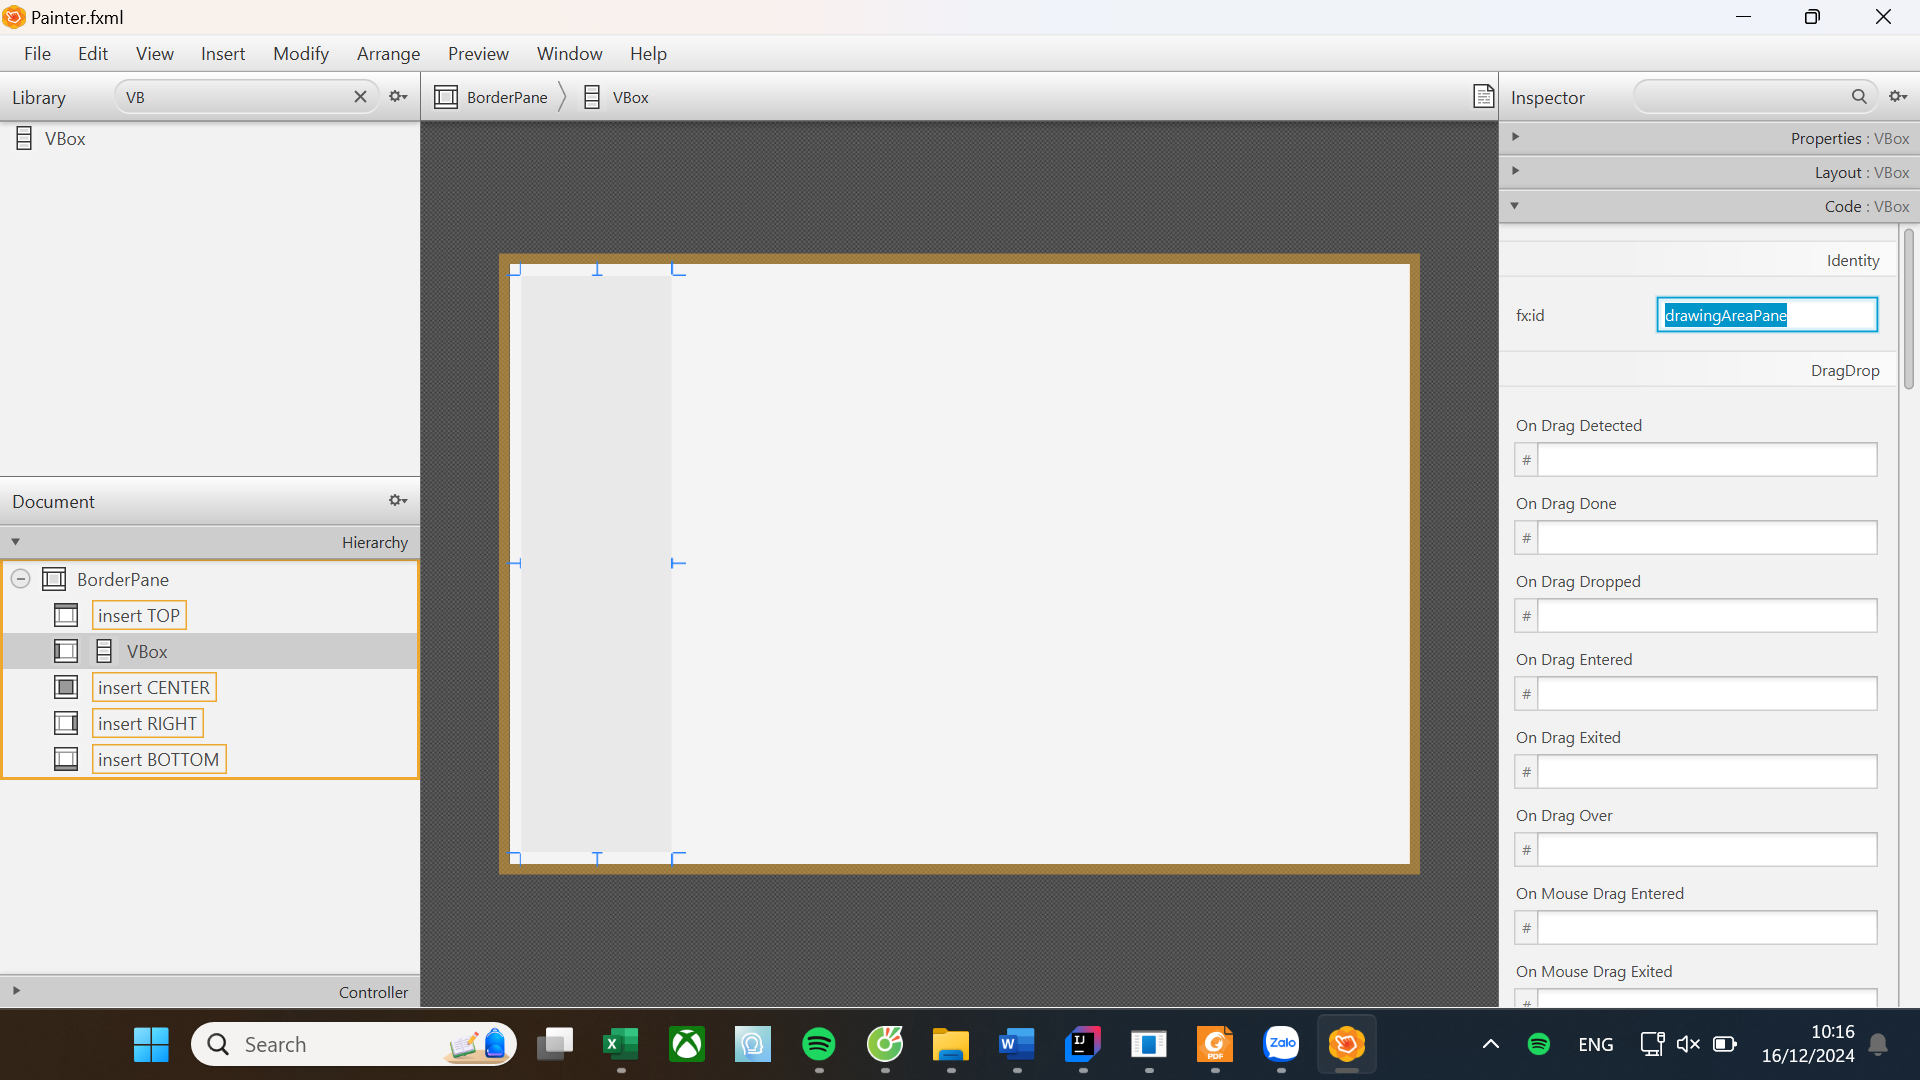 Painter.fxml
File Edit View Insert Modify Arrange Preview Window Help
Library VB
BorderPane VBox
Inspector
VBox
Properties : VBox
Layout : VBox
Code : VBox
Identity
fx:id drawingAreaPane
DragDrop
On Drag Detected
#
On Drag Done
#
On Drag Dropped
#
On Drag Entered
#
On Drag Exited
#
On Drag Over
#
On Mouse Drag Entered
#
On Mouse Drag Exited
#
Document
Hierarchy
BorderPane
insert TOP
VBox
insert CENTER
insert RIGHT
insert BOTTOM
Controller
Search
X
W
IJ
PDF
Zalo
ENG
10:16
16/12/2024